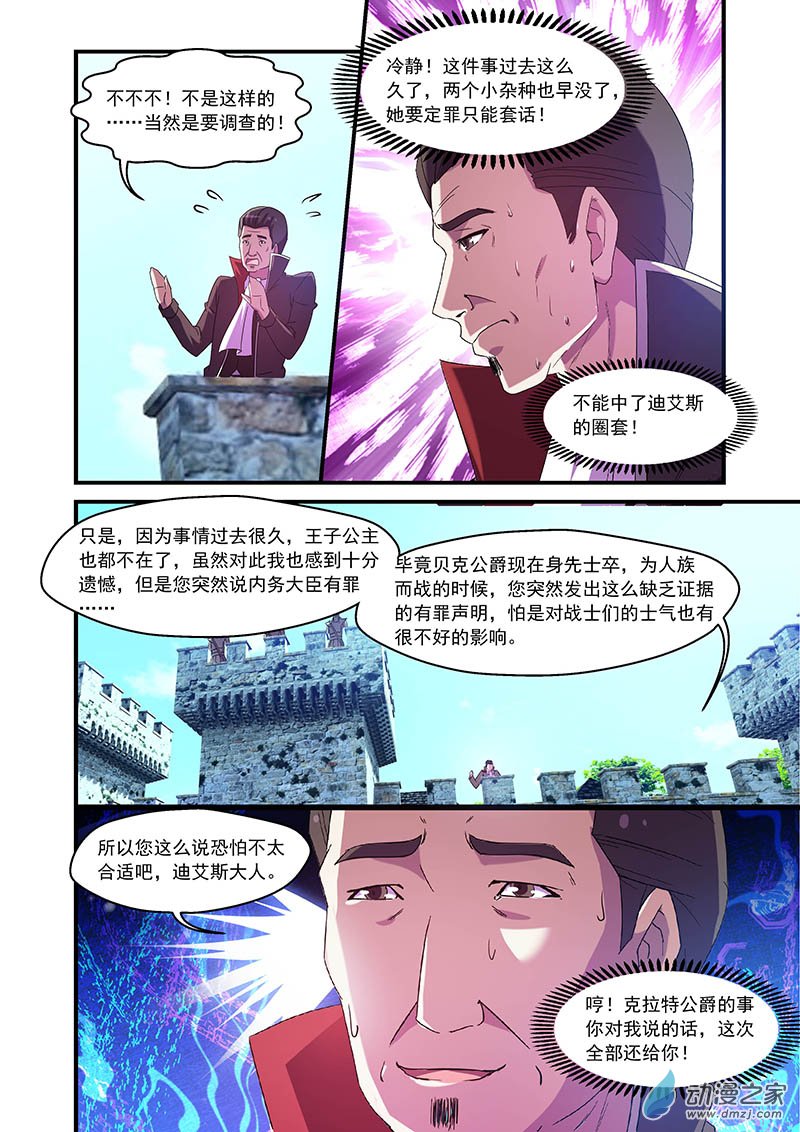 不不不！不是这样的
……当然是要调查的！
冷静！这件事过去这么
久了，两个小杂种也早没了，
她要定罪只能套话！
不能中了迪艾斯
的圈套！
只是，因为事情过去很久，王子公主
也都不在了，虽然对此我也感到十分
遗憾，但是您突然说内务大臣有罪
……
毕竟贝克公爵现在身先士卒，为人族
而战的时候，您突然发出这么缺乏证据
的有罪声明，怕是对战士们的士气也有
很不好的影响。
所以您这么说恐怕不太
合适吧，迪艾斯大人。
哼！克拉特公爵的事
你对我说的话，这次
全部还给你！
动漫之家
www.dmzj.com